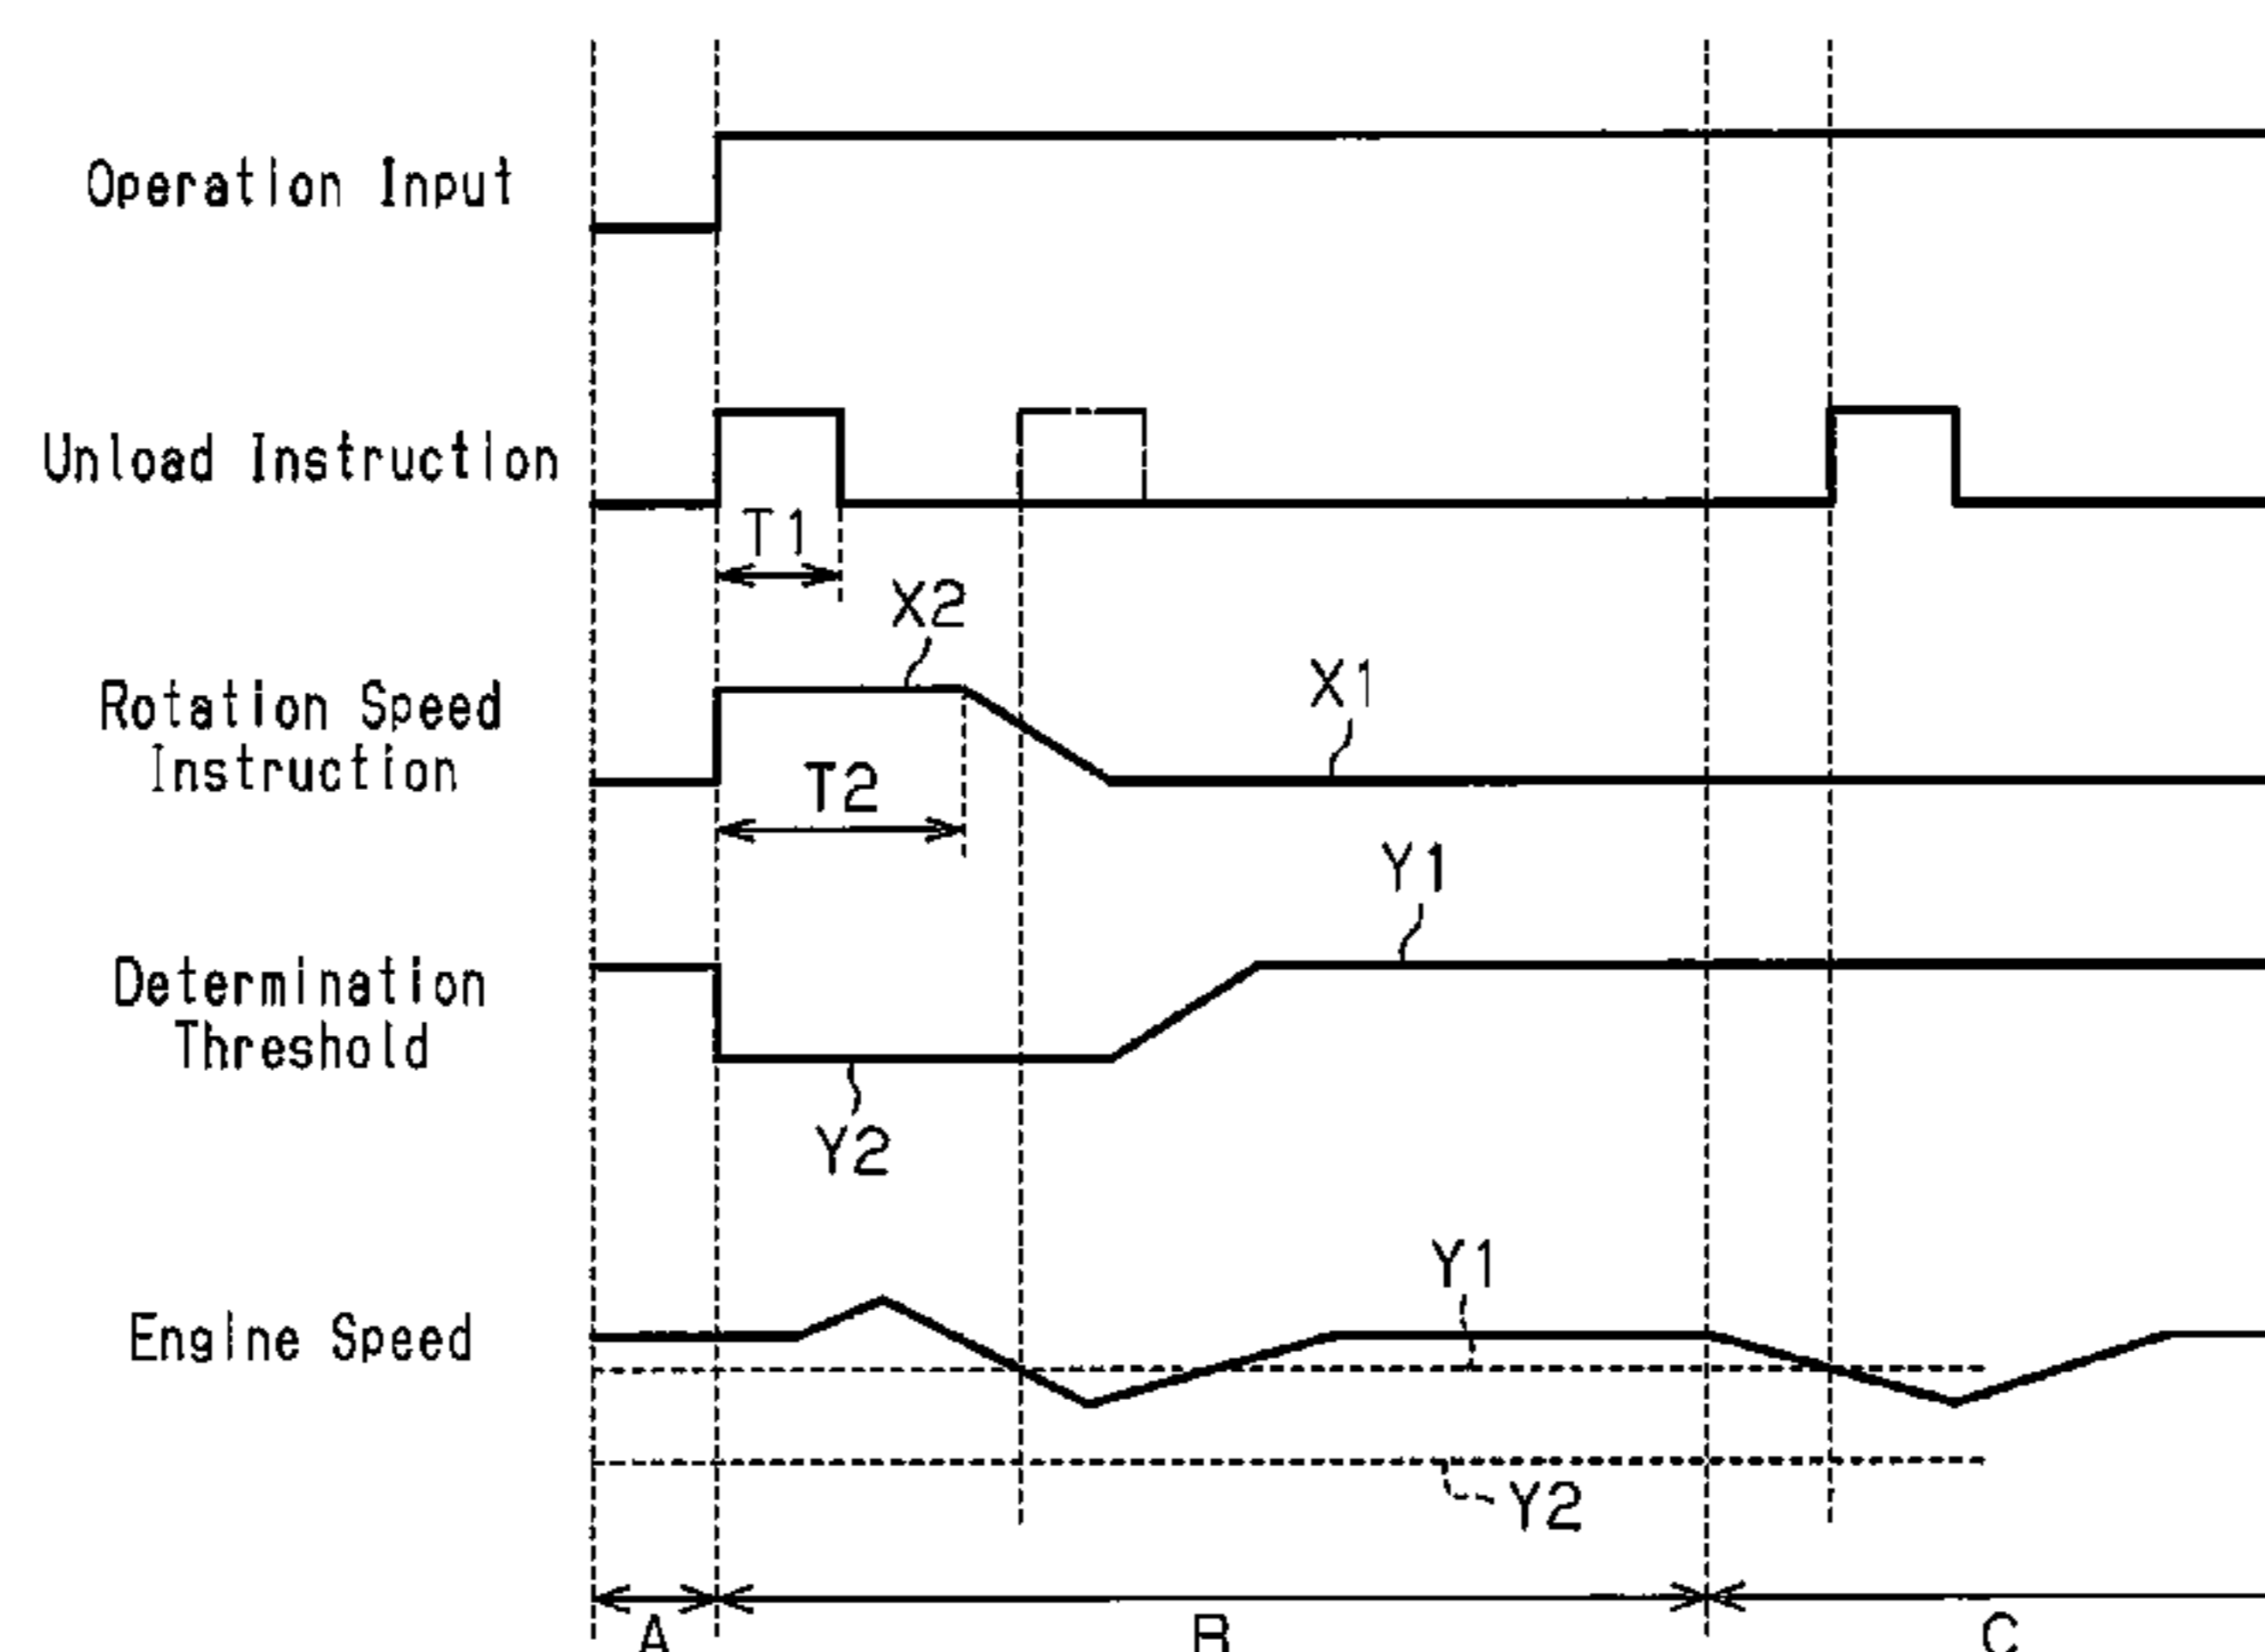 Operation Input
Unload Instruction
T1
X2
Rotation Speed
Instruction
X1
T2
Y1
Determination
Threshold
Y2
Y1
Engine Speed
Y2
A
B
C